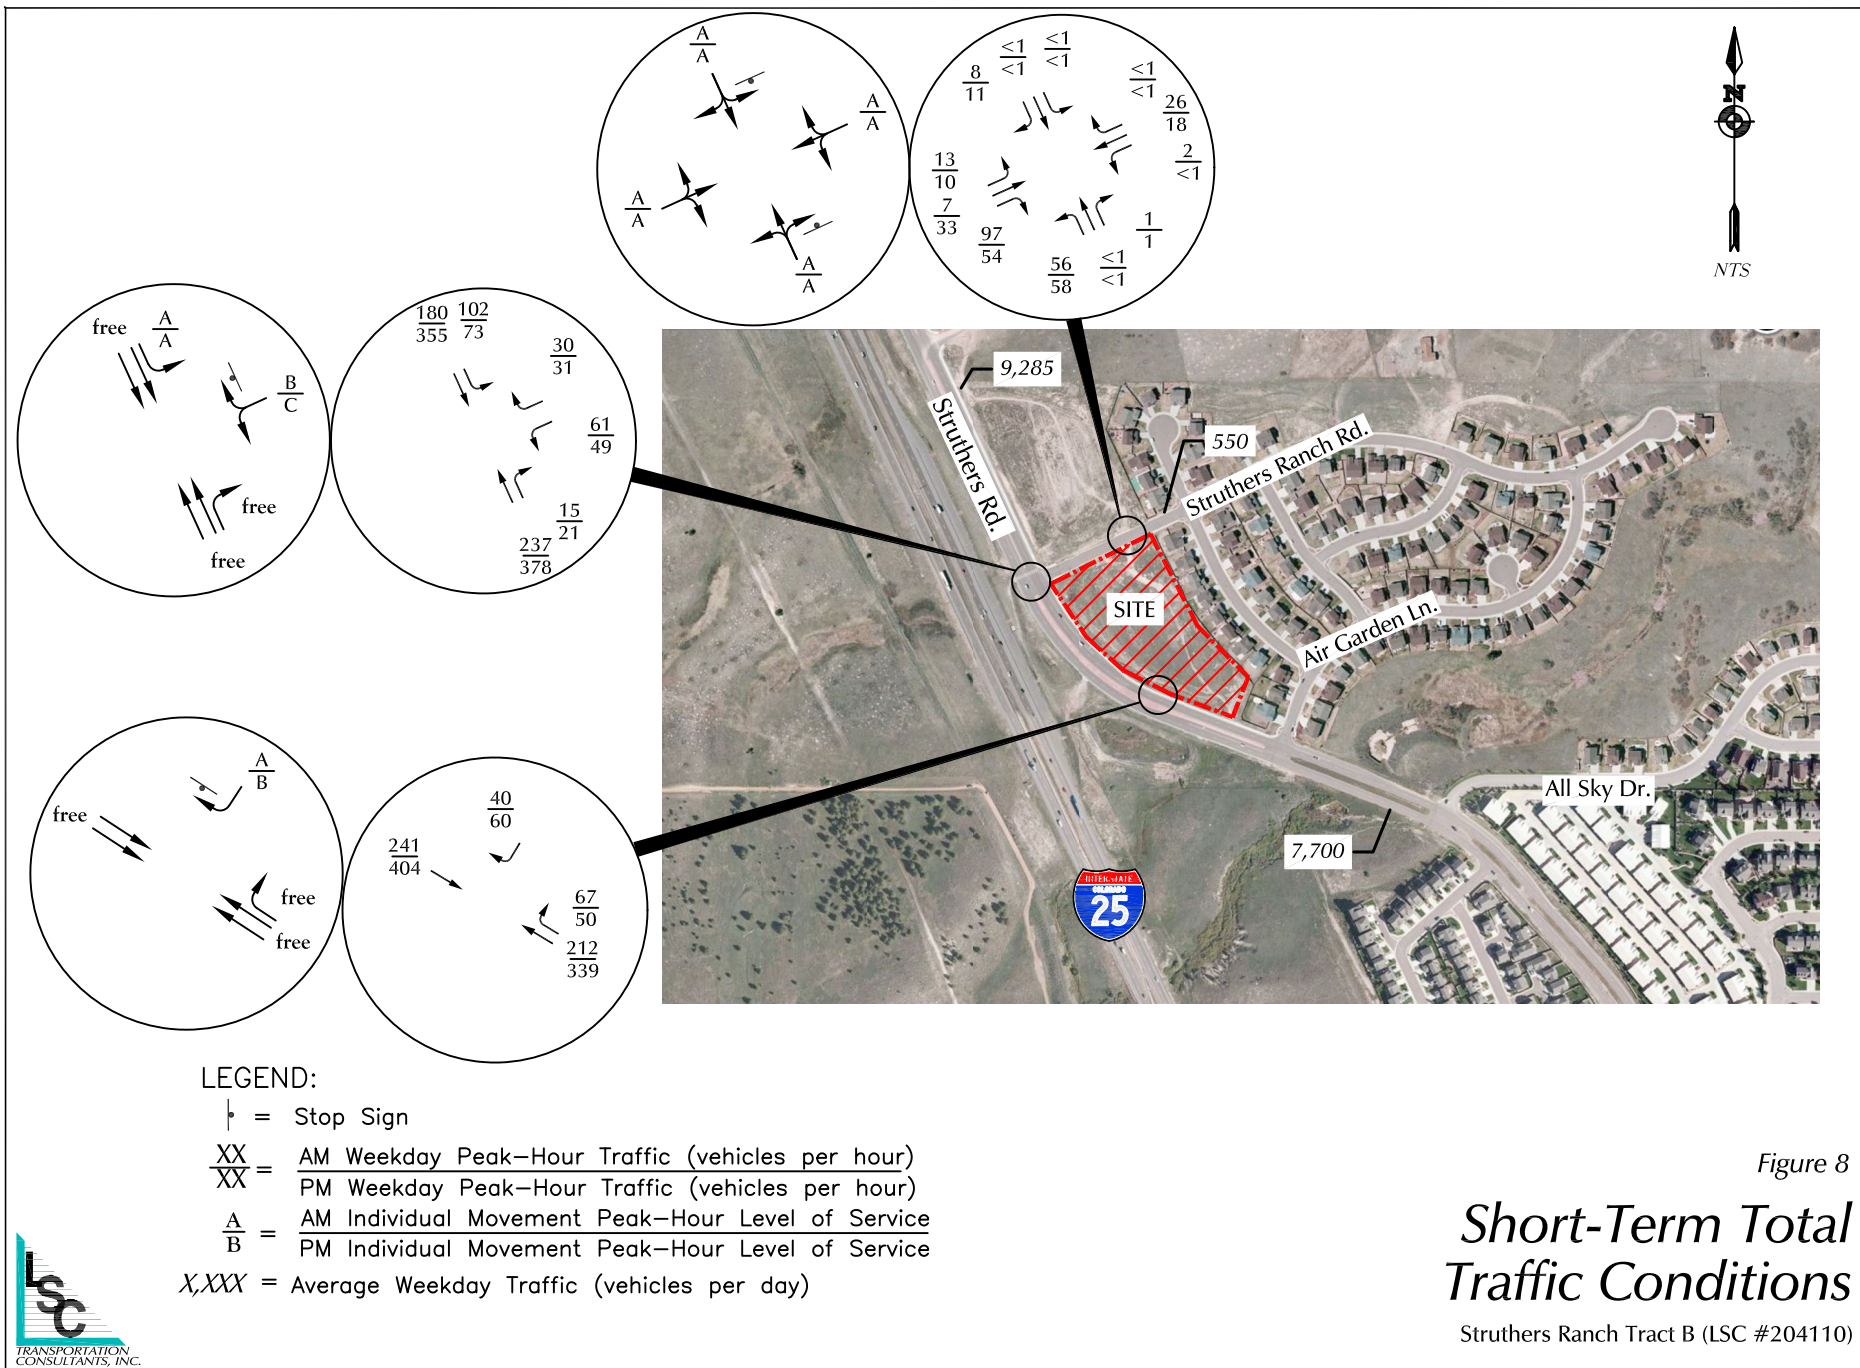 A
A
A
A
A
A
A
A
<1
<1
<1
<1
8
11
<1
<1
26
18
2
<1
13
10
7
33
97
54
56
58
<1
<1
1
1
N
NTS
free
A
A
B
C
free
free
180
355
102
73
30
31
61
49
15
21
237
378
9,285
Struthers Rd.
550
Struthers Ranch Rd.
SITE
Air Garden Ln.
All Sky Dr.
7,700
INTERSTATE
COLORADO
25
A
B
free
free
free
40
60
241
404
67
50
212
339
LEGEND:
= Stop Sign
XX
XX
=
AM Weekday Peak-Hour Traffic (vehicles per hour)
PM Weekday Peak-Hour Traffic (vehicles per hour)
A
B
=
AM Individual Movement Peak-Hour Level of Service
PM Individual Movement Peak-Hour Level of Service
X,XXX = Average Weekday Traffic (vehicles per day)
LSC
TRANSPORTATION
CONSULTANTS, INC.
Figure 8
Short-Term Total
Traffic Conditions
Struthers Ranch Tract B (LSC #204110)